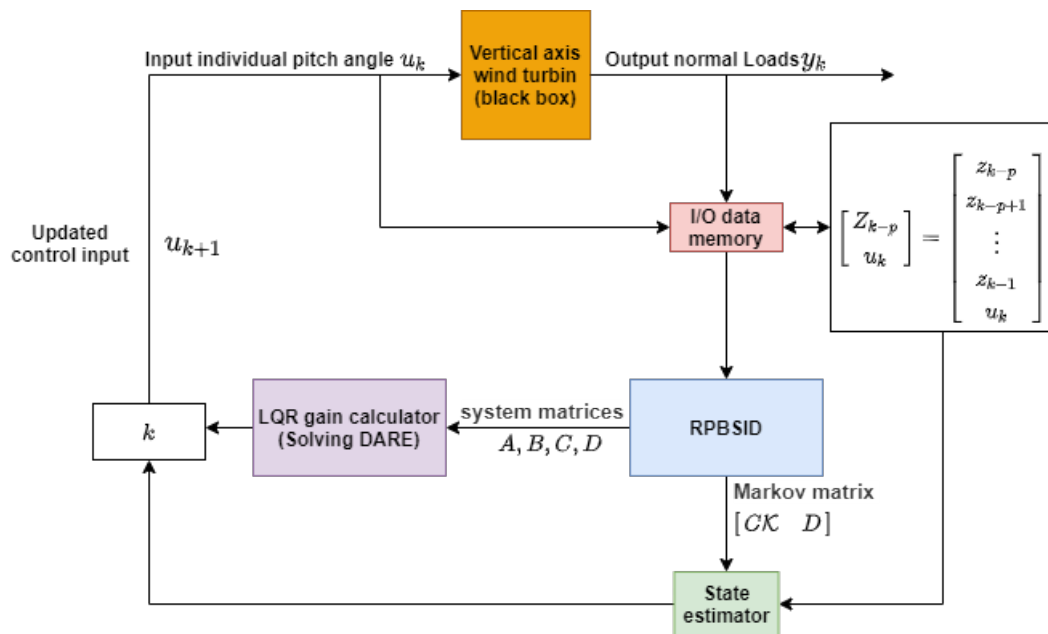 Input individual pitch angle u_k
Vertical axis
wind turbin
(black box)
Output normal Loads y_k
Updated
control input
u_{k+1}
I/O data
memory
[Z_{k-p} u_k] = [z_{k-p} z_{k-p+1} ⋮ z_{k-1} u_k]
k
LQR gain calculator
(Solving DARE)
system matrices
A, B, C, D
RPBSID
Markov matrix
[C𝒦 D]
State
estimator